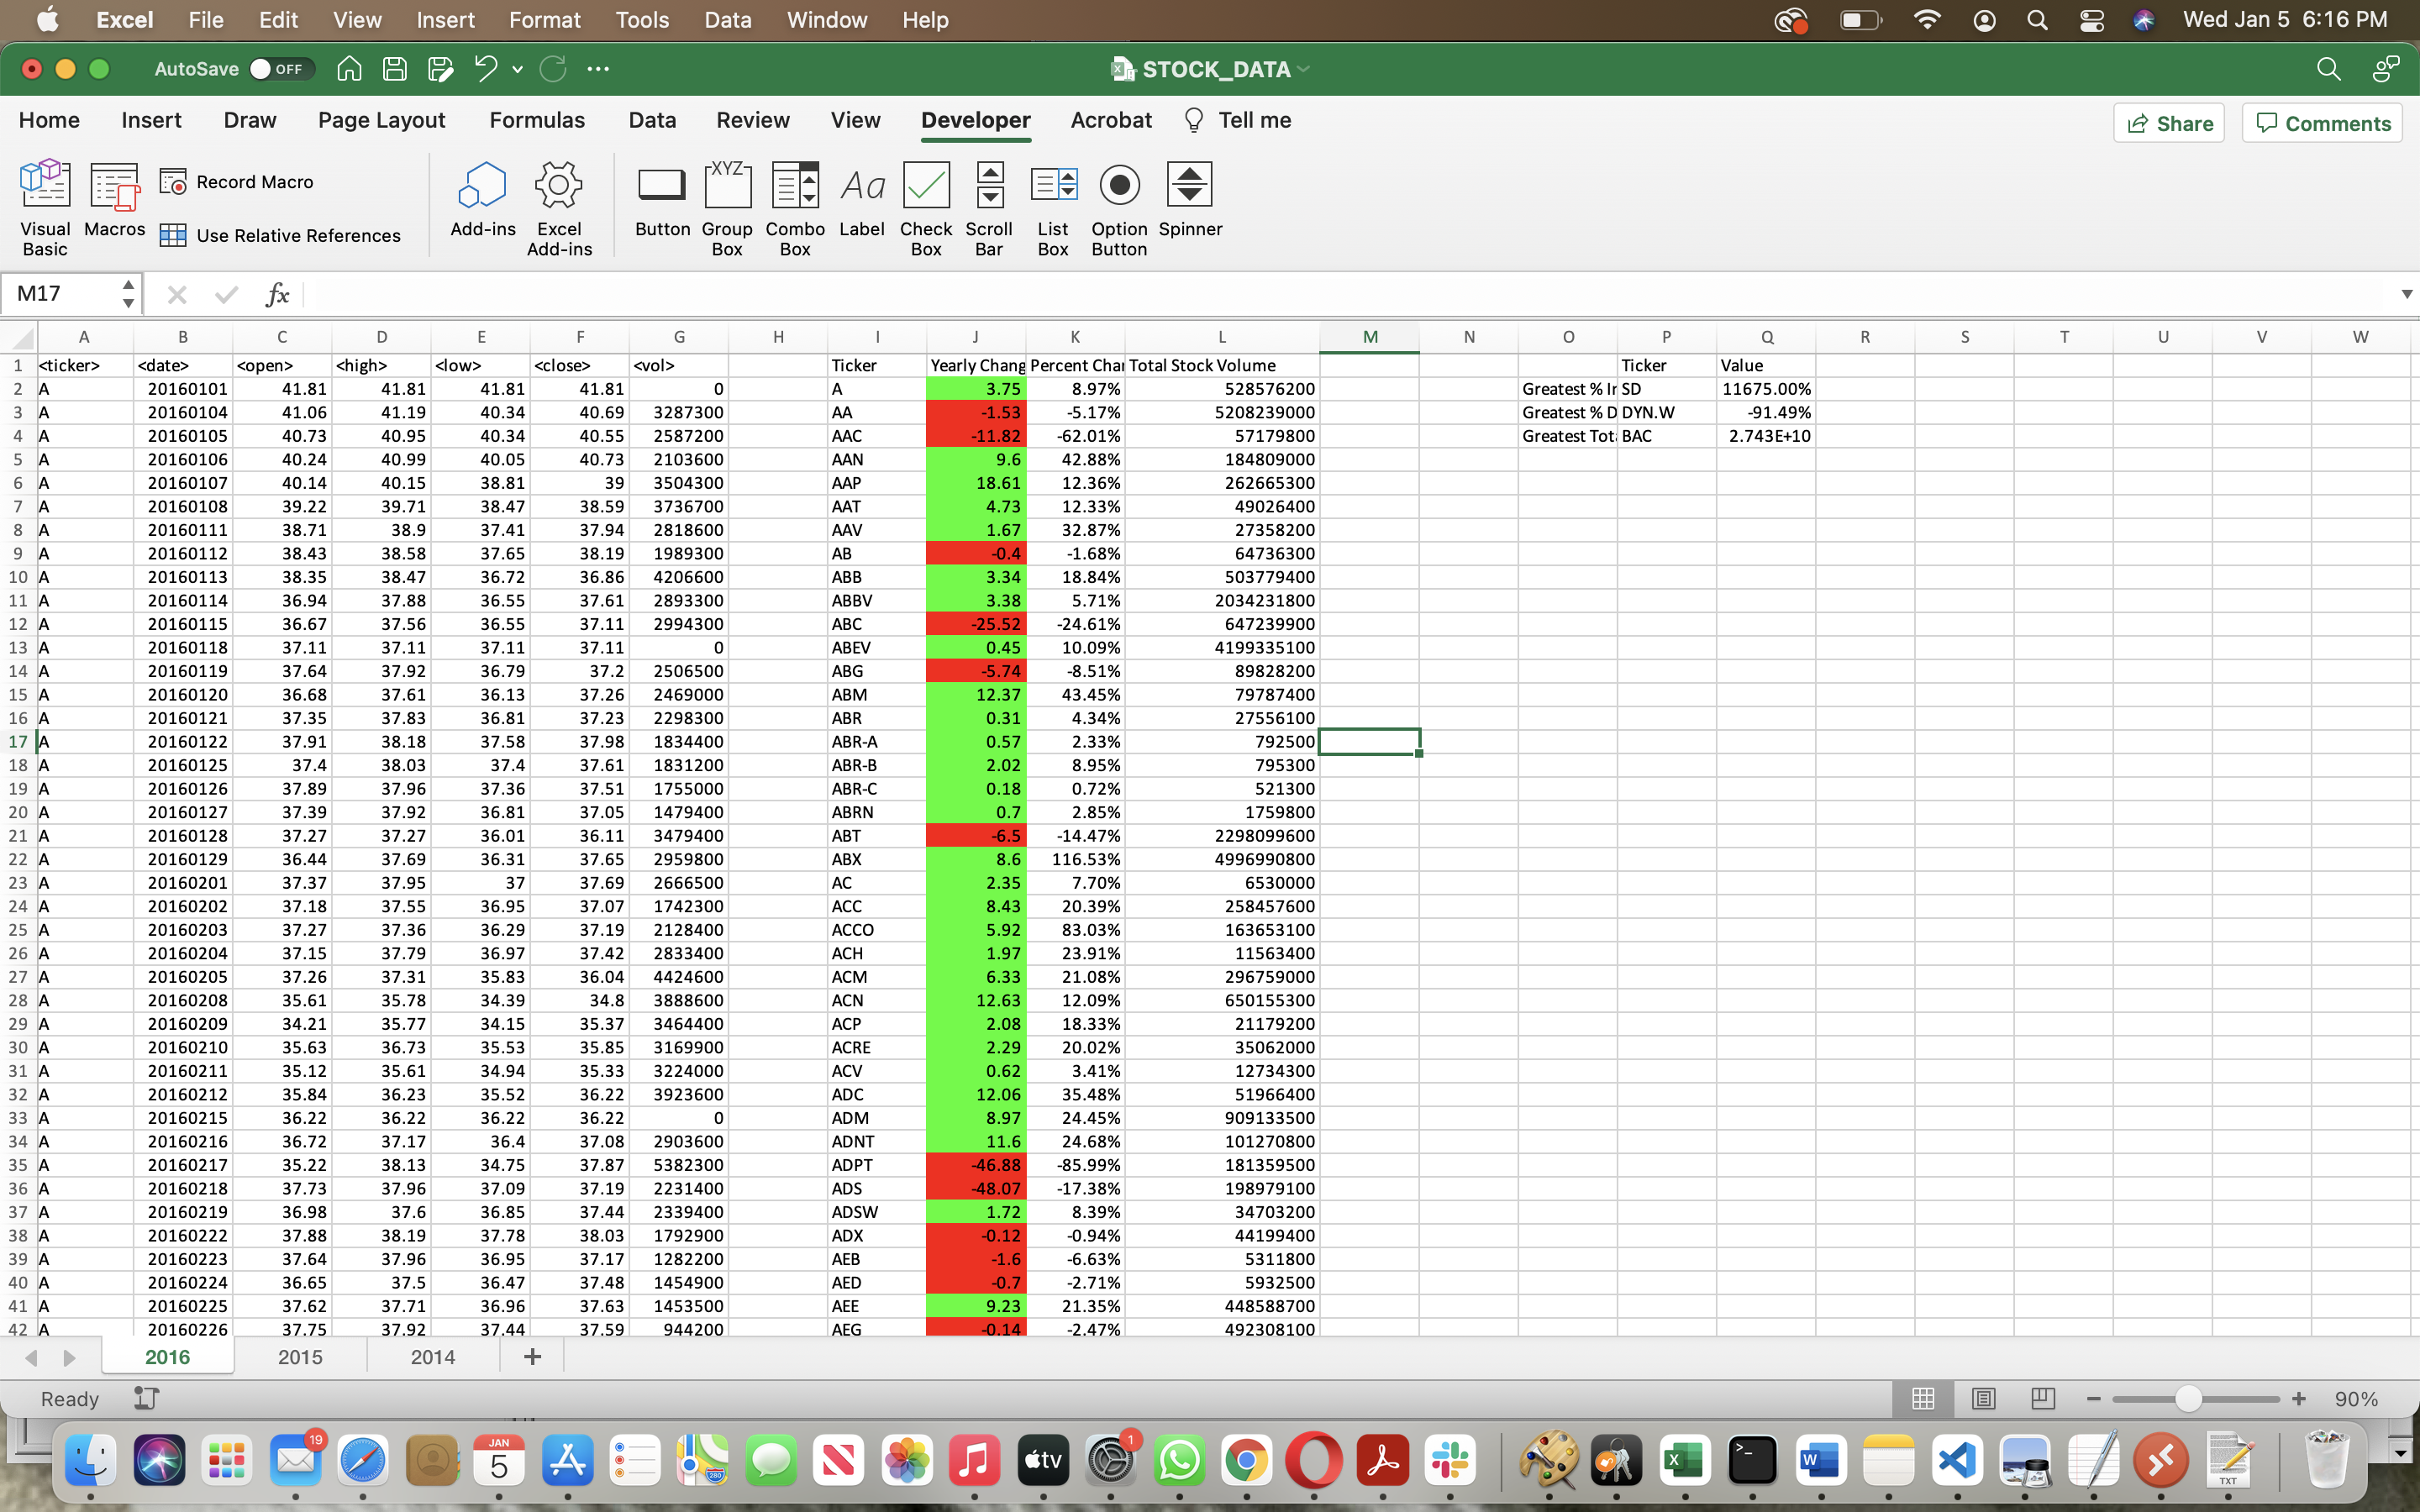 Excel File Edit View Insert Format Tools Data Window Help Wed Jan 5 6:16 PM
AutoSave OFF STOCK_DATA
Home Insert Draw Page Layout Formulas Data Review View Developer Acrobat Tell me Share Comments
Visual Basic Macros Record Macro Use Relative References Add-ins Excel Add-ins XYZ Button Group Box Combo Box Aa Label Check Box Scroll Bar List Box Option Button Spinner
M17 fx
A B C D E F G H I J K L M N O P Q R S T U V W
1 <ticker> <date> <open> <high> <low> <close> <vol> Ticker Yearly Chang Percent Char Total Stock Volume Ticker Value
2 A 20160101 41.81 41.81 41.81 41.81 0 A 3.75 8.97% 528576200 Greatest % Ir SD 11675.00%
3 A 20160104 41.06 41.19 40.34 40.69 3287300 AA -1.53 -5.17% 5208239000 Greatest % D DYN.W -91.49%
4 A 20160105 40.73 40.95 40.34 40.55 2587200 AAC -11.82 -62.01% 57179800 Greatest Tot: BAC 2.743E+10
5 A 20160106 40.24 40.99 40.05 40.73 2103600 AAN 9.6 42.88% 184809000
6 A 20160107 40.14 40.15 38.81 39 3504300 AAP 18.61 12.36% 262665300
7 A 20160108 39.22 39.71 38.47 38.59 3736700 AAT 4.73 12.33% 49026400
8 A 20160111 38.71 38.9 37.41 37.94 2818600 AAV 1.67 32.87% 27358200
9 A 20160112 38.43 38.58 37.65 38.19 1989300 AB -0.4 -1.68% 64736300
10 A 20160113 38.35 38.47 36.72 36.86 4206600 ABB 3.34 18.84% 503779400
11 A 20160114 36.94 37.88 36.55 37.61 2893300 ABBV 3.38 5.71% 2034231800
12 A 20160115 36.67 37.56 36.55 37.11 2994300 ABC -25.52 -24.61% 647239900
13 A 20160118 37.11 37.11 37.11 37.11 0 ABEV 0.45 10.09% 4199335100
14 A 20160119 37.64 37.92 36.79 37.2 2506500 ABG -5.74 -8.51% 89828200
15 A 20160120 36.68 37.61 36.13 37.26 2469000 ABM 12.37 43.45% 79787400
16 A 20160121 37.35 37.83 36.81 37.23 2298300 ABR 0.31 4.34% 27556100
17 A 20160122 37.91 38.18 37.58 37.98 1834400 ABR-A 0.57 2.33% 792500
18 A 20160125 37.4 38.03 37.4 37.61 1831200 ABR-B 2.02 8.95% 795300
19 A 20160126 37.89 37.96 37.36 37.51 1755000 ABR-C 0.18 0.72% 521300
20 A 20160127 37.39 37.92 36.81 37.05 1479400 ABRN 0.7 2.85% 1759800
21 A 20160128 37.27 37.27 36.01 36.11 3479400 ABT -6.5 -14.47% 2298099600
22 A 20160129 36.44 37.69 36.31 37.65 2959800 ABX 8.6 116.53% 4996990800
23 A 20160201 37.37 37.95 37 37.69 2666500 AC 2.35 7.70% 6530000
24 A 20160202 37.18 37.55 36.95 37.07 1742300 ACC 8.43 20.39% 258457600
25 A 20160203 37.27 37.36 36.29 37.19 2128400 ACCO 5.92 83.03% 163653100
26 A 20160204 37.15 37.79 36.97 37.42 2833400 ACH 1.97 23.91% 11563400
27 A 20160205 37.26 37.31 35.83 36.04 4424600 ACM 6.33 21.08% 296759000
28 A 20160208 35.61 35.78 34.39 34.8 3888600 ACN 12.63 12.09% 650155300
29 A 20160209 34.21 35.77 34.15 35.37 3464400 ACP 2.08 18.33% 21179200
30 A 20160210 35.63 36.73 35.53 35.85 3169900 ACRE 2.29 20.02% 35062000
31 A 20160211 35.12 35.61 34.94 35.33 3224000 ACV 0.62 3.41% 12734300
32 A 20160212 35.84 36.23 35.52 36.22 3923600 ADC 12.06 35.48% 51966400
33 A 20160215 36.22 36.22 36.22 36.22 0 ADM 8.97 24.45% 909133500
34 A 20160216 36.72 37.17 36.4 37.08 2903600 ADNT 11.6 24.68% 101270800
35 A 20160217 35.22 38.13 34.75 37.87 5382300 ADPT -46.88 -85.99% 181359500
36 A 20160218 37.73 37.96 37.09 37.19 2231400 ADS -48.07 -17.38% 198979100
37 A 20160219 36.98 37.6 36.85 37.44 2339400 ADSW 1.72 8.39% 34703200
38 A 20160222 37.88 38.19 37.78 38.03 1792900 ADX -0.12 -0.94% 44199400
39 A 20160223 37.64 37.96 36.95 37.17 1282200 AEB -1.6 -6.63% 5311800
40 A 20160224 36.65 37.5 36.47 37.48 1454900 AED -0.7 -2.71% 5932500
41 A 20160225 37.62 37.71 36.96 37.63 1453500 AEE 9.23 21.35% 448588700
42 A 20160226 37.75 37.92 37.44 37.59 944200 AEG -0.14 -2.47% 492308100
2016 2015 2014 +
Ready 90%
19 JAN 5 280 tv 1 X >_ W TXT